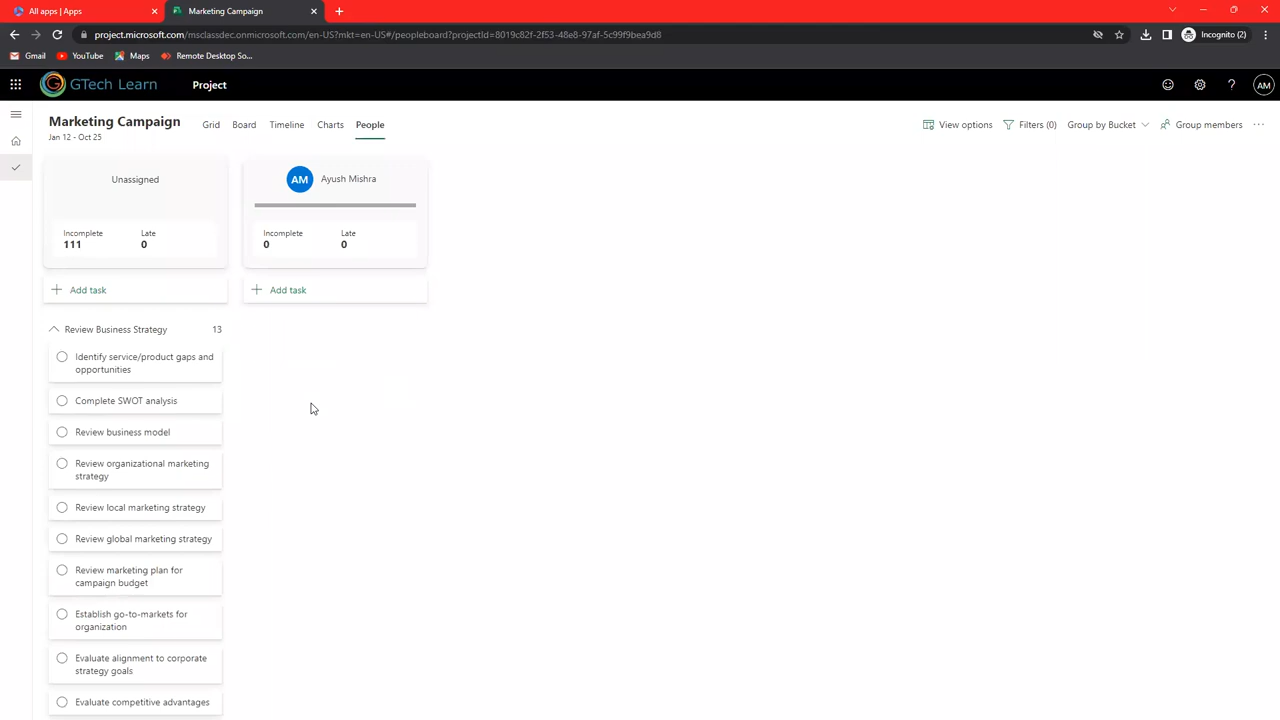 All apps | Apps
Marketing Campaign
project.microsoft.com/msclassdec.onmicrosoft.com/en-US?mkt=en-US#/peopleboard?projectId=8019c82f-2f53-48e8-97af-5c99f9bea9d8
Incognito (2)
Gmail
YouTube
Maps
Remote Desktop So...
GTech Learn
Project
AM
Marketing Campaign
Jan 12 - Oct 25
Grid
Board
Timeline
Charts
People
View options
Filters (0)
Group by Bucket
Group members
Unassigned
Incomplete
111
Late
0
AM
Ayush Mishra
Incomplete
0
Late
0
Add task
Add task
Review Business Strategy
13
Identify service/product gaps and
opportunities
Complete SWOT analysis
Review business model
Review organizational marketing
strategy
Review local marketing strategy
Review global marketing strategy
Review marketing plan for
campaign budget
Establish go-to-markets for
organization
Evaluate alignment to corporate
strategy goals
Evaluate competitive advantages